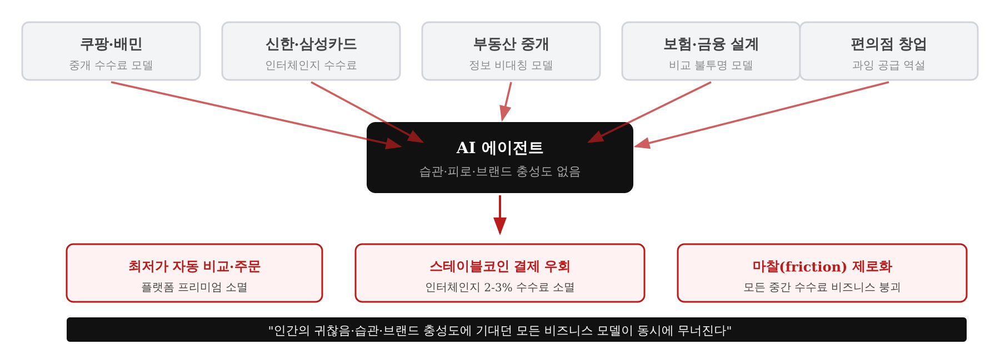 쿠팡·배민
중개 수수료 모델
신한·삼성카드
인터체인지 수수료
부동산 중개
정보 비대칭 모델
보험·금융 설계
비교 불투명 모델
편의점 창업
과잉 공급 역설
AI 에이전트
습관·피로·브랜드 충성도 없음
최저가 자동 비교·주문
플랫폼 프리미엄 소멸
스테이블코인 결제 우회
인터체인지 2-3% 수수료 소멸
마찰(friction) 제로화
모든 중간 수수료 비즈니스 붕괴
"인간의 귀찮음·습관·브랜드 충성도에 기대던 모든 비즈니스 모델이 동시에 무너진다"